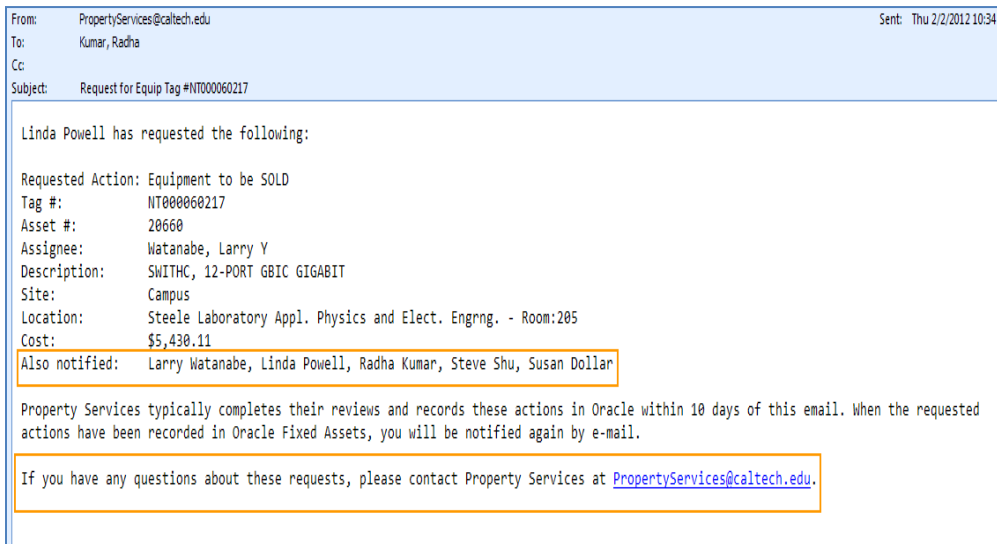 From: PropertyServices@caltech.edu Sent: Thu 2/2/2012 10:34
To: Kumar, Radha
Cc:
Subject: Request for Equip Tag #NT000060217
Linda Powell has requested the following:
Requested Action: Equipment to be SOLD
Tag #: NT000060217
Asset #: 20660
Assignee: Watanabe, Larry Y
Description: SWITHC, 12-PORT GBIC GIGABIT
Site: Campus
Location: Steele Laboratory Appl. Physics and Elect. Engrng. - Room:205
Cost: $5,430.11
Also notified: Larry Watanabe, Linda Powell, Radha Kumar, Steve Shu, Susan Dollar
Property Services typically completes their reviews and records these actions in Oracle within 10 days of this email. When the requested
actions have been recorded in Oracle Fixed Assets, you will be notified again by e-mail.
If you have any questions about these requests, please contact Property Services at PropertyServices@caltech.edu.